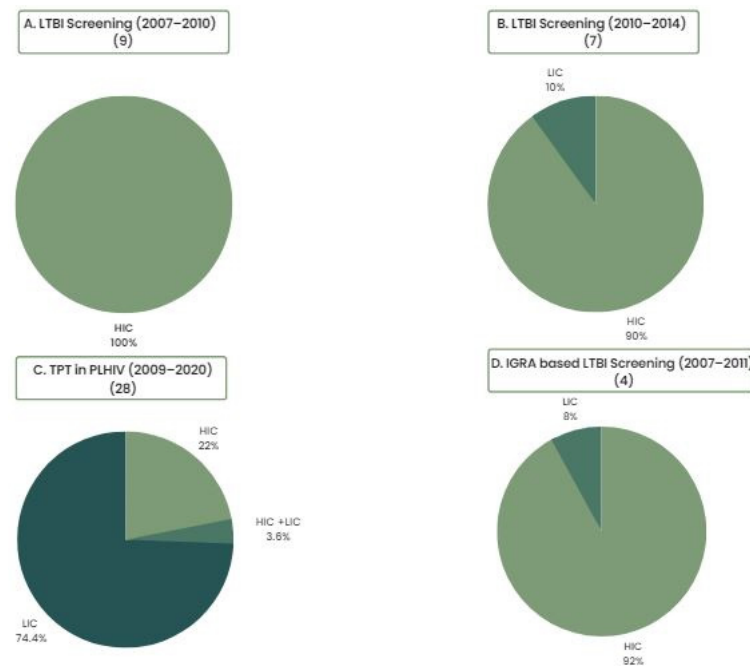 A. LTBI Screening (2007–2010)
(9)
HIC
100%
B. LTBI Screening (2010–2014)
(7)
LIC
10%
HIC
90%
C. TPT in PLHIV (2009–2020)
(28)
HIC
22%
HIC +LIC
3.6%
LIC
74.4%
D. IGRA based LTBI Screening (2007–2011)
(4)
LIC
8%
HIC
92%